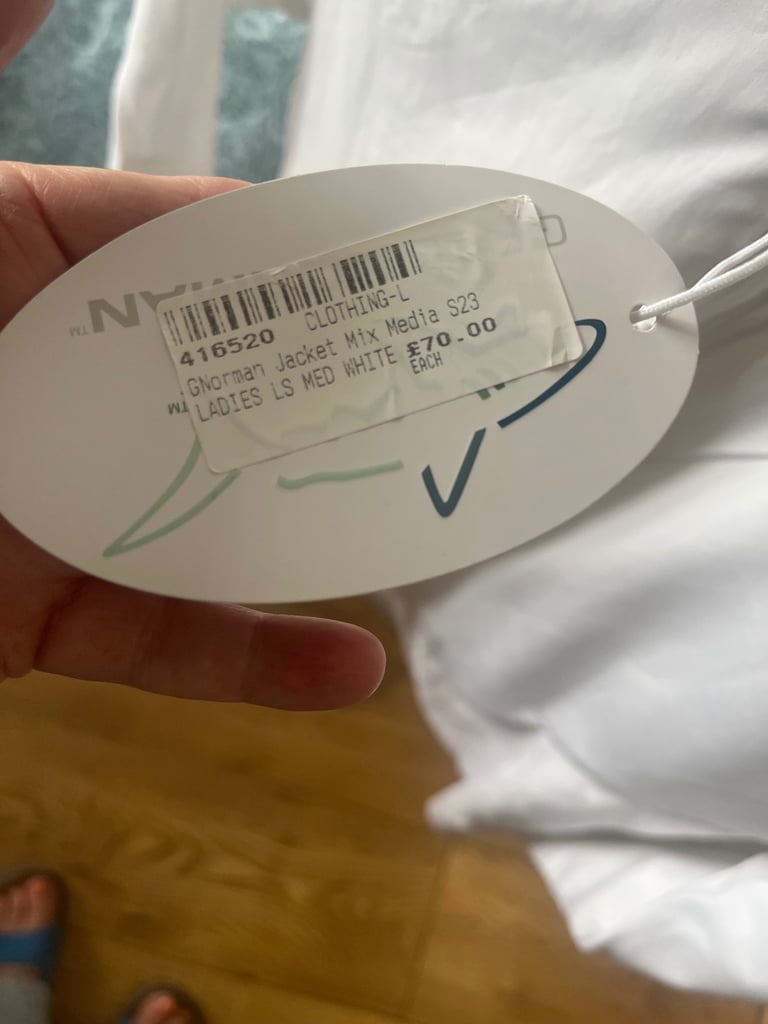 CLOTHING-L
416520
GNorman Jacket Mix Media S23
LADIES LS MED WHITE £70.00
EACH